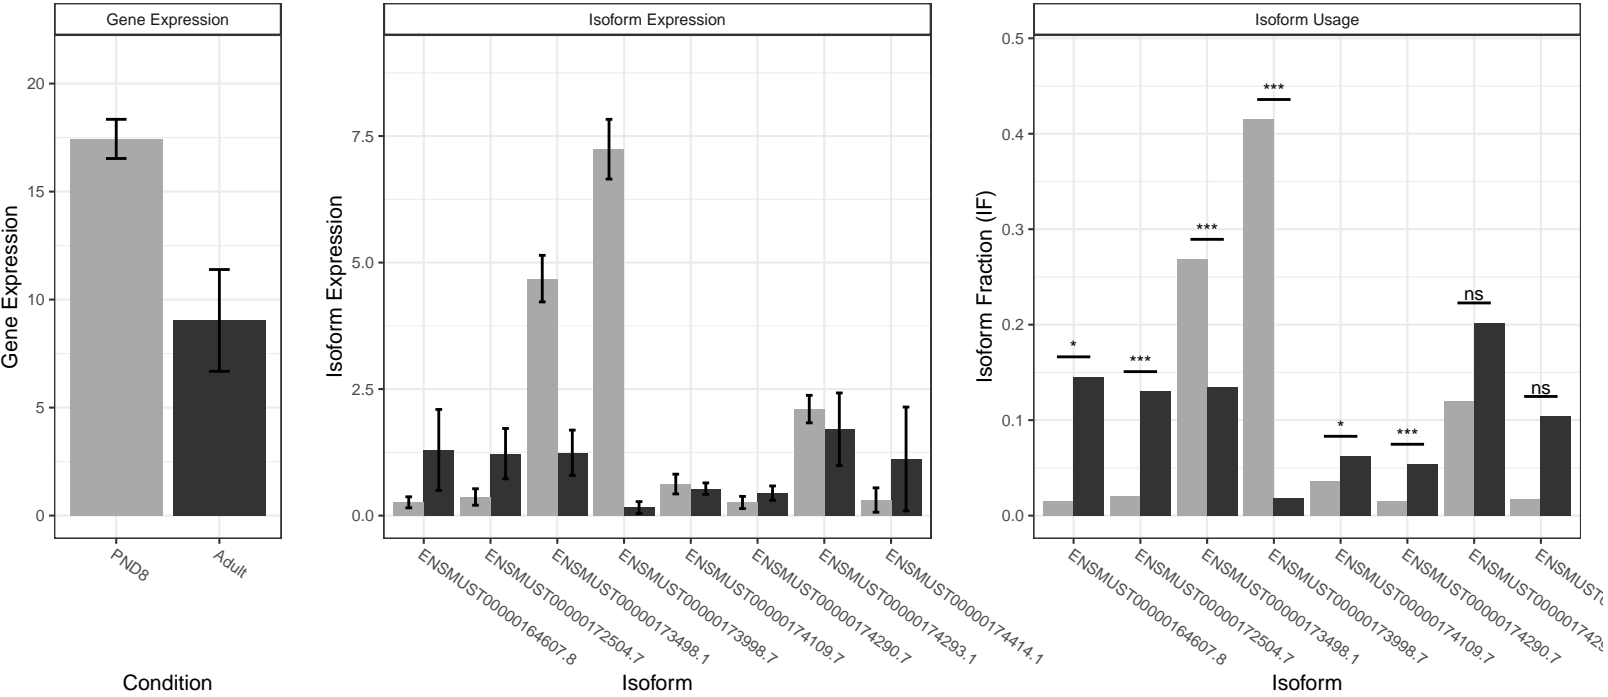 Gene Expression
Isoform Expression
Isoform Usage
Gene Expression
20
15
10
5
0
PND8
Adult
Condition
Isoform Expression
7.5
5.0
2.5
0.0
ENSMUST00000164607.8
ENSMUST00000172504.7
ENSMUST00000173498.1
ENSMUST00000173998.7
ENSMUST00000174109.7
ENSMUST00000174290.7
ENSMUST00000174293.1
ENSMUST00000174414.1
Isoform
Isoform Fraction (IF)
0.5
0.4
0.3
0.2
0.1
0.0
*
***
***
***
*
***
ns
ns
ENSMUST00000164607.8
ENSMUST00000172504.7
ENSMUST00000173498.1
ENSMUST00000173998.7
ENSMUST00000174109.7
ENSMUST00000174290.7
Isoform